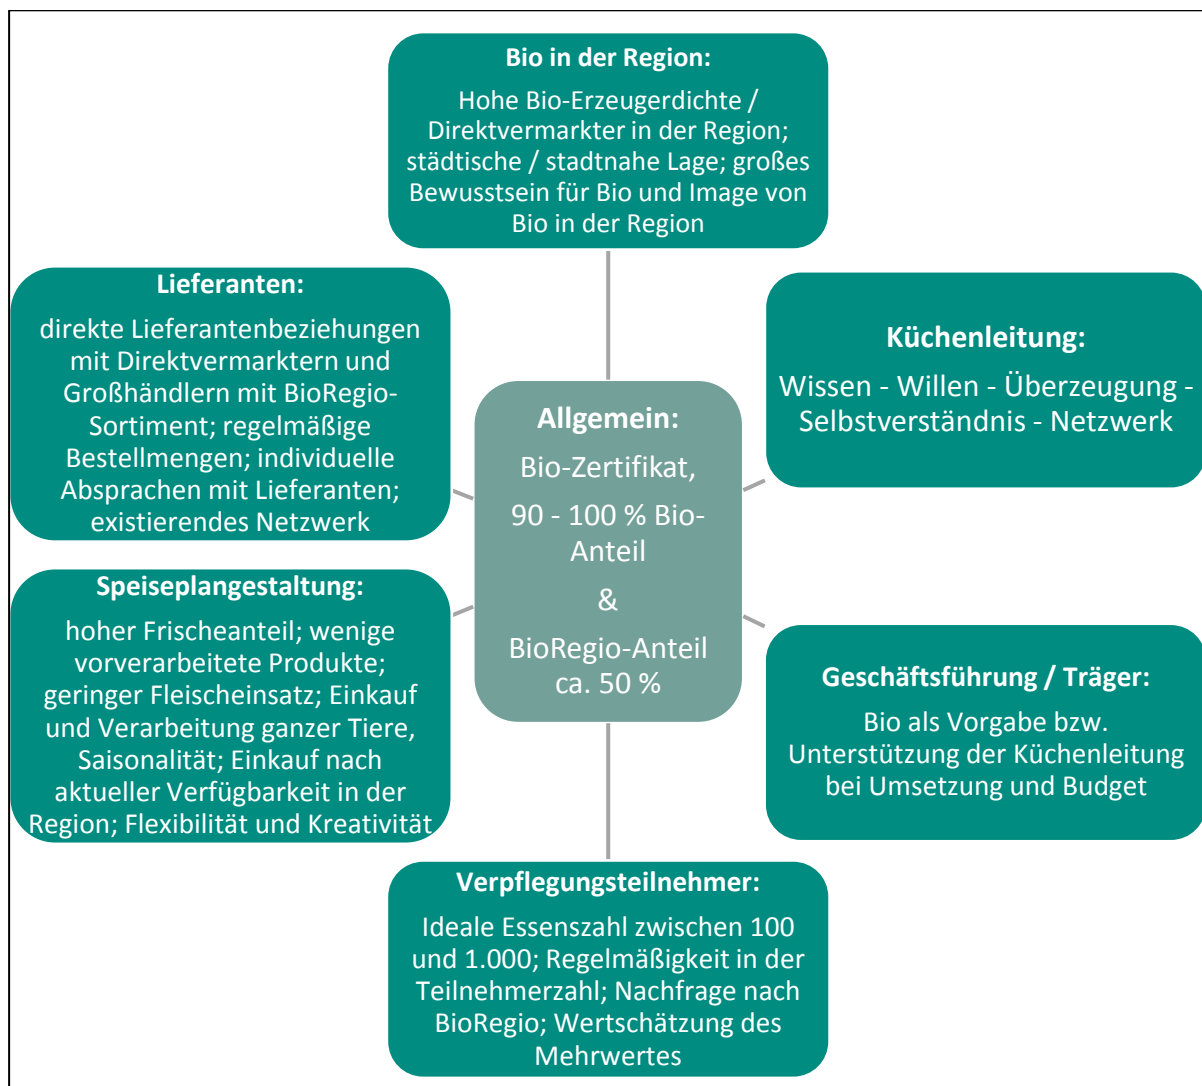 Bio in der Region:
Hohe Bio-Erzeugerdichte /
Direktvermarkter in der Region;
städtische / stadtnahe Lage; großes
Bewusstsein für Bio und Image von
Bio in der Region
Lieferanten:
direkte Lieferantenbeziehungen
mit Direktvermarktern und
Großhändlern mit BioRegio-
Sortiment; regelmäßige
Bestellmengen; individuelle
Absprachen mit Lieferanten;
existierendes Netzwerk
Küchenleitung:
Wissen - Willen - Überzeugung -
Selbstverständnis - Netzwerk
Allgemein:
Bio-Zertifikat,
90 - 100 % Bio-
Anteil
&
BioRegio-Anteil
ca. 50 %
Speiseplangestaltung:
hoher Frischeanteil; wenige
vorverarbeitete Produkte;
geringer Fleischeinsatz; Einkauf
und Verarbeitung ganzer Tiere,
Saisonalität; Einkauf nach
aktueller Verfügbarkeit in der
Region; Flexibilität und Kreativität
Geschäftsführung / Träger:
Bio als Vorgabe bzw.
Unterstützung der Küchenleitung
bei Umsetzung und Budget
Verpflegungsteilnehmer:
Ideale Essenszahl zwischen 100
und 1.000; Regelmäßigkeit in der
Teilnehmerzahl; Nachfrage nach
BioRegio; Wertschätzung des
Mehrwertes